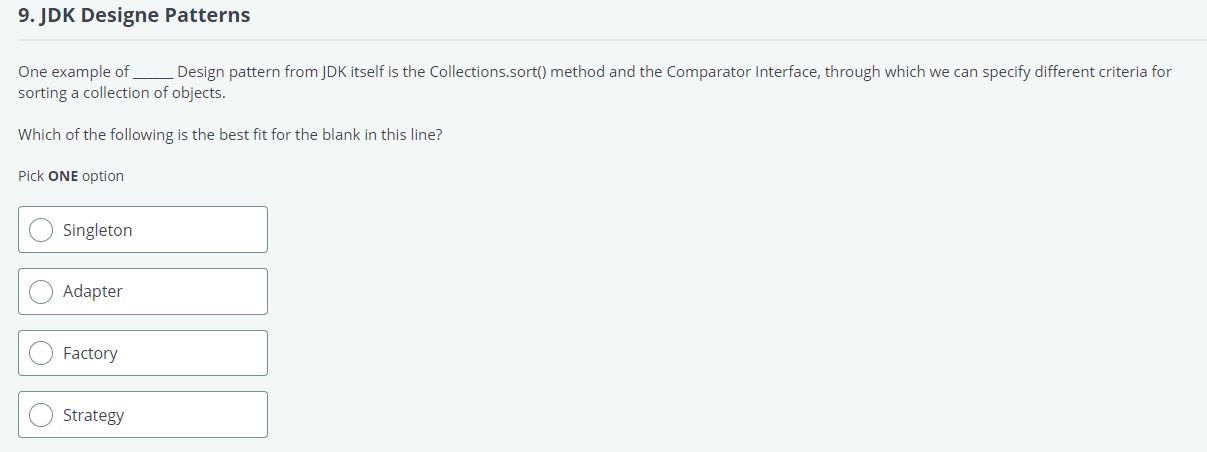 9. JDK Designe Patterns
One example of ______ Design pattern from JDK itself is the Collections.sort() method and the Comparator Interface, through which we can specify different criteria for
sorting a collection of objects.
Which of the following is the best fit for the blank in this line?
Pick ONE option
Singleton
Adapter
Factory
Strategy